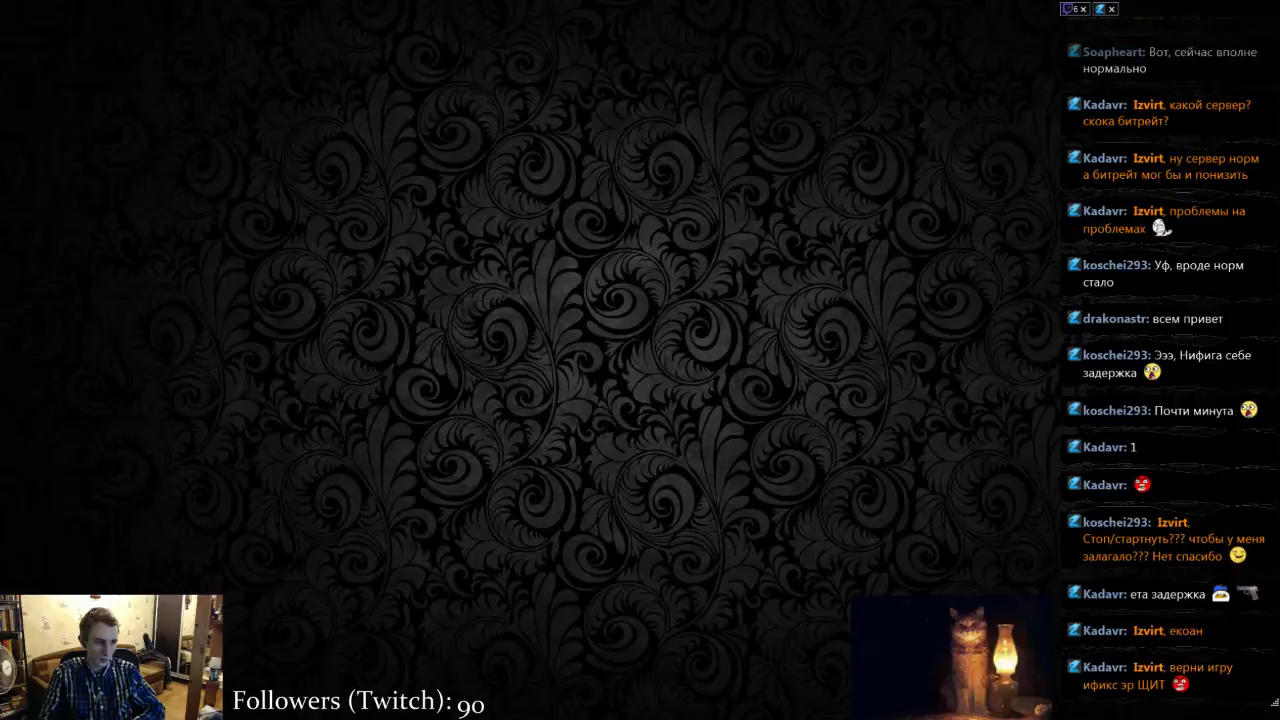 6
Soapheart: Вот, сейчас вполне
нормально
Kadavr: Izvirt, какой сервер?
скока битрейт?
Kadavr: Izvirt, ну сервер норм
а битрейт мог бы и понизить
Kadavr: Izvirt, проблемы на
проблемах
koschei293: Уф, вроде норм
стало
drakonastr: всем привет
koschei293: Эээ, Нифига себе
задержка
koschei293: Почти минута
Kadavr: 1
Kadavr:
koschei293: Izvirt,
Стоп/стартнуть??? чтобы у меня
залагало??? Нет спасибо
Kadavr: ета задержка
Kadavr: Izvirt, екоан
Kadavr: Izvirt, верни игру
ификс эр ЩИТ
Followers (Twitch): 90